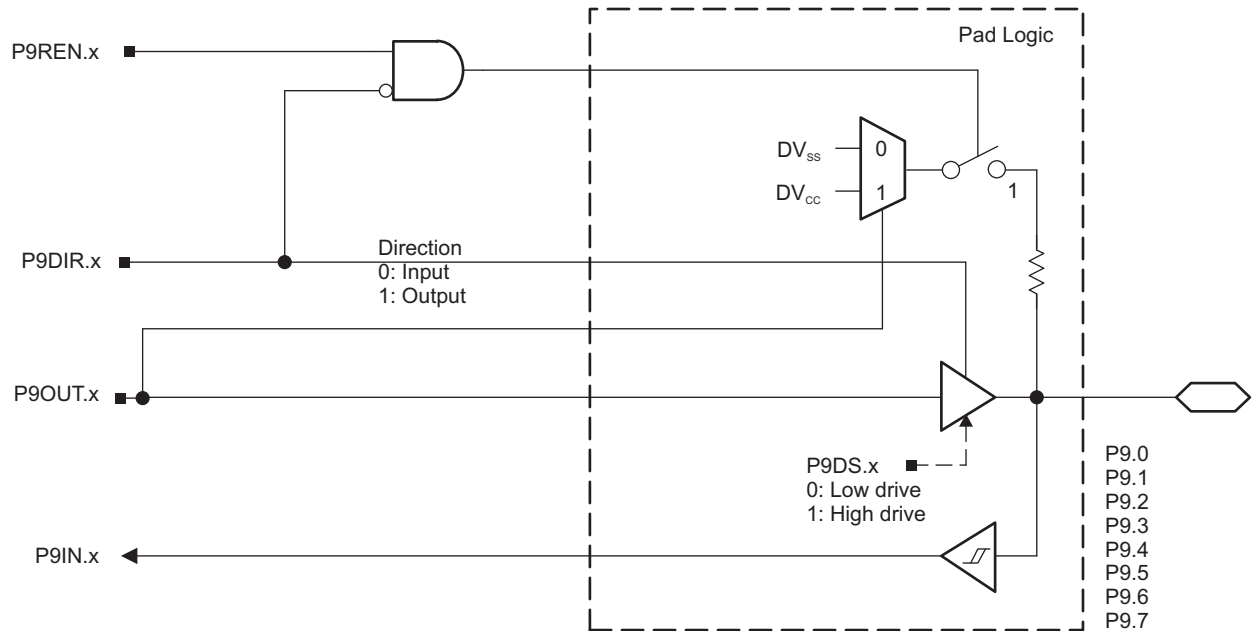 Pad Logic
P9REN.x
DVSS
0
DVCC
1
1
P9DIR.x
Direction
0: Input
1: Output
P9OUT.x
P9DS.x
0: Low drive
1: High drive
P9IN.x
P9.0
P9.1
P9.2
P9.3
P9.4
P9.5
P9.6
P9.7